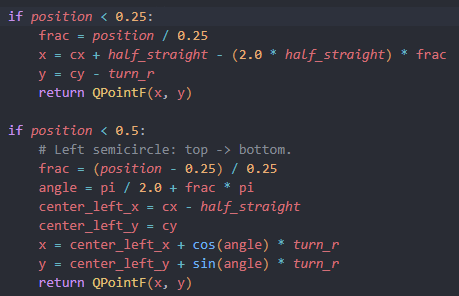 if position < 0.25:
    frac = position / 0.25
    x = cx + half_straight - (2.0 * half_straight) * frac
    y = cy - turn_r
    return QPointF(x, y)

if position < 0.5:
    # Left semicircle: top -> bottom.
    frac = (position - 0.25) / 0.25
    angle = pi / 2.0 + frac * pi
    center_left_x = cx - half_straight
    center_left_y = cy
    x = center_left_x + cos(angle) * turn_r
    y = center_left_y + sin(angle) * turn_r
    return QPointF(x, y)